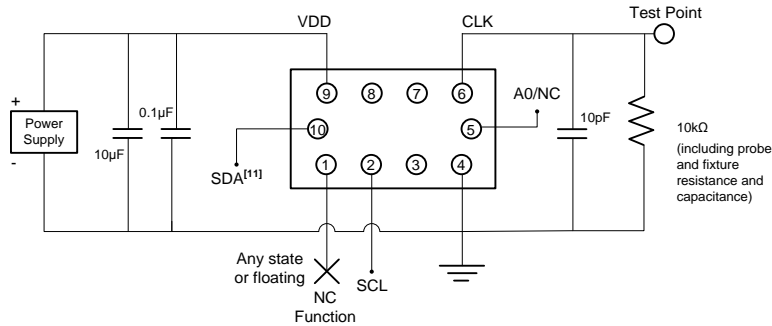 Test Point
VDD
CLK
9
8
7
6
A0/NC
+
Power
Supply
-
10µF
0.1µF
10
5
10pF
10kΩ
(including probe
and fixture
resistance and
capacitance)
SDA[11]
1
2
3
4
Any state
or floating
NC
Function
SCL